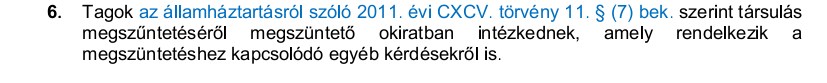 6. Tagok az államháztartásról szóló 2011. évi CXCV. törvény 11. § (7) bek. szerint társulás
megszűntetéséről megszüntető okiratban intézkednek, amely rendelkezik a
megszüntetéshez kapcsolódó egyéb kérdésekről is.